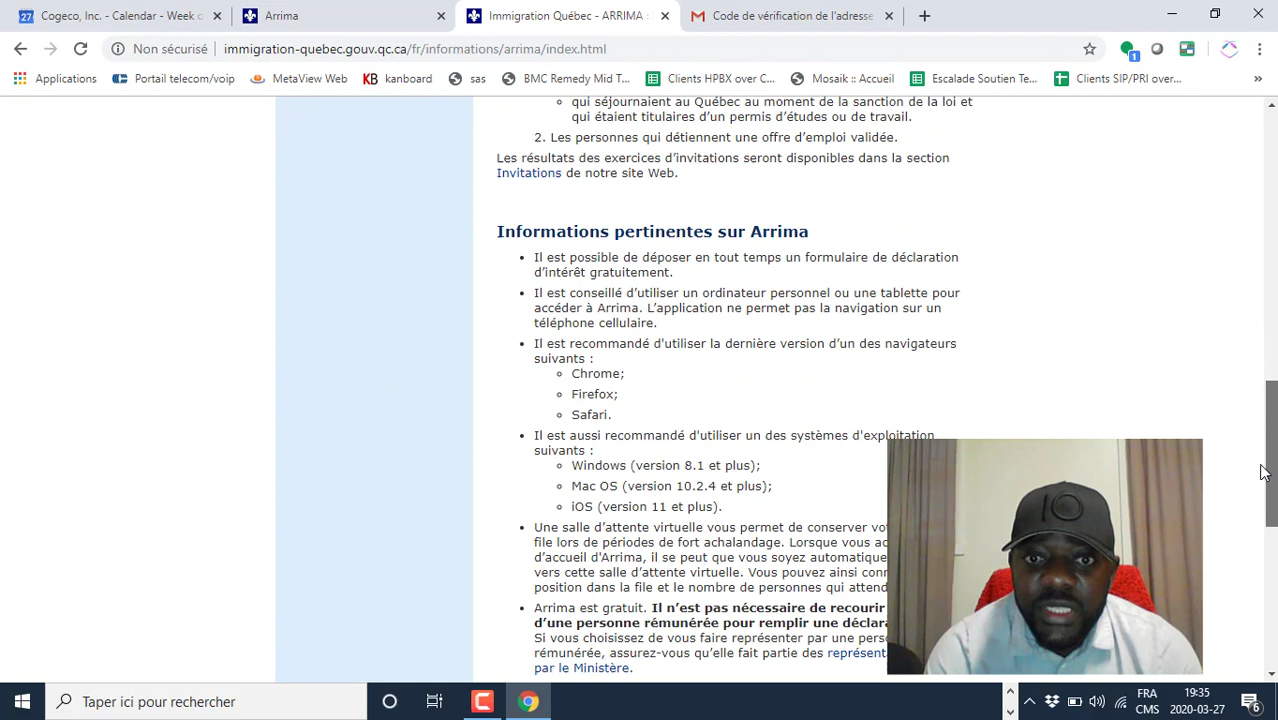 Cogeco, Inc. - Calendar - Week o
Arrima
Immigration Québec - ARRIMA :
Code de vérification de l'adresse
Non sécurisé
immigration-quebec.gouv.qc.ca/fr/informations/arrima/index.html
Applications
Portail telecom/voip
MetaView Web
KB kanboard
sas
BMC Remedy Mid T...
Clients HPBX over C...
Mosaik :: Accueil
Escalade Soutien Te...
Clients SIP/PRI over...
qui séjournaient au Québec au moment de la sanction de la loi et
qui étaient titulaires d'un permis d'études ou de travail.
2. Les personnes qui détiennent une offre d'emploi validée.
Les résultats des exercices d'invitations seront disponibles dans la section
Invitations de notre site Web.
Informations pertinentes sur Arrima
Il est possible de déposer en tout temps un formulaire de déclaration
d'intérêt gratuitement.
Il est conseillé d'utiliser un ordinateur personnel ou une tablette pour
accéder à Arrima. L'application ne permet pas la navigation sur un
téléphone cellulaire.
Il est recommandé d'utiliser la dernière version d'un des navigateurs
suivants :
Chrome;
Firefox;
Safari.
Il est aussi recommandé d'utiliser un des systèmes d'exploitation
suivants :
Windows (version 8.1 et plus);
Mac OS (version 10.2.4 et plus);
iOS (version 11 et plus).
Une salle d'attente virtuelle vous permet de conserver vo
file lors de périodes de fort achalandage. Lorsque vous ac
d'accueil d'Arrima, il se peut que vous soyez automatique
vers cette salle d'attente virtuelle. Vous pouvez ainsi conn
position dans la file et le nombre de personnes qui attend
Arrima est gratuit. Il n'est pas nécessaire de recourir
d'une personne rémunérée pour remplir une déclara
Si vous choisissez de vous faire représenter par une perso
rémunérée, assurez-vous qu'elle fait partie des représenta
par le Ministère.
IO
Taper ici pour rechercher
FRA
CMS
19:35
2020-03-27